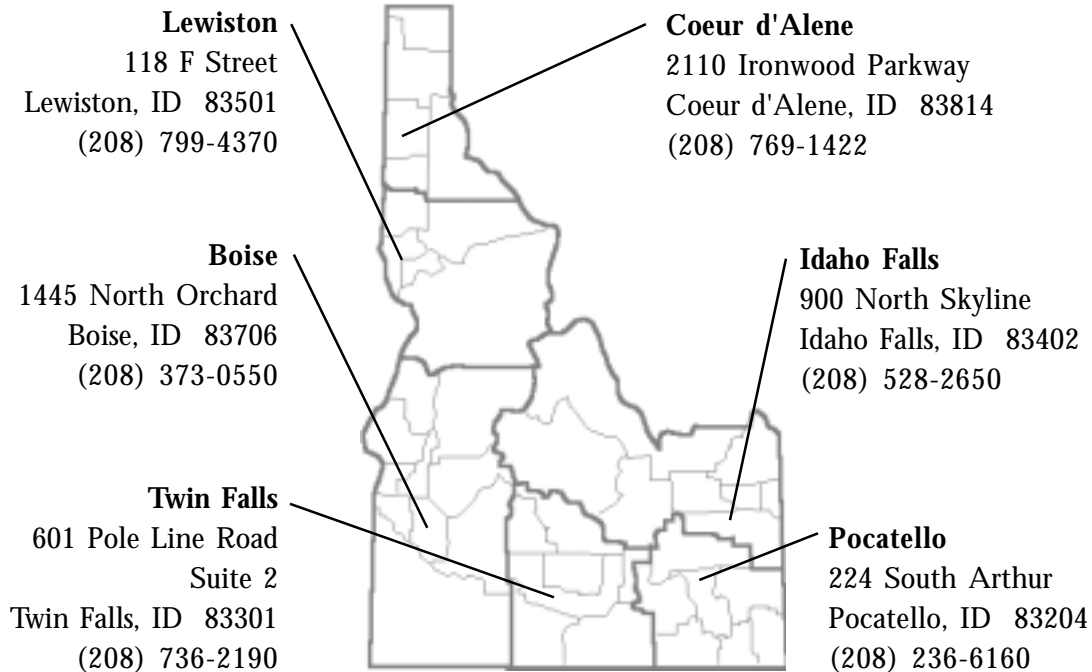 Lewiston
118 F Street
Lewiston, ID 83501
(208) 799-4370
Coeur d'Alene
2110 Ironwood Parkway
Coeur d'Alene, ID 83814
(208) 769-1422
Boise
1445 North Orchard
Boise, ID 83706
(208) 373-0550
Idaho Falls
900 North Skyline
Idaho Falls, ID 83402
(208) 528-2650
Twin Falls
601 Pole Line Road
Suite 2
Twin Falls, ID 83301
(208) 736-2190
Pocatello
224 South Arthur
Pocatello, ID 83204
(208) 236-6160